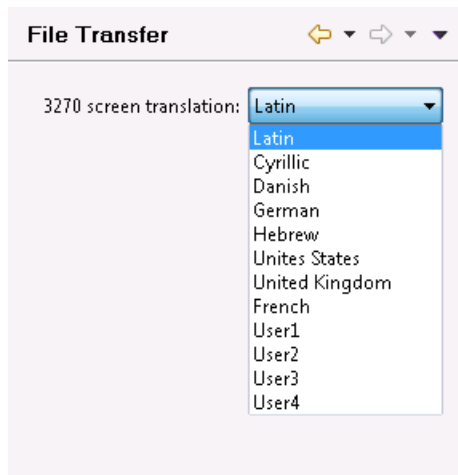 File Transfer
3270 screen translation: Latin
Latin
Cyrillic
Danish
German
Hebrew
Unites States
United Kingdom
French
User1
User2
User3
User4